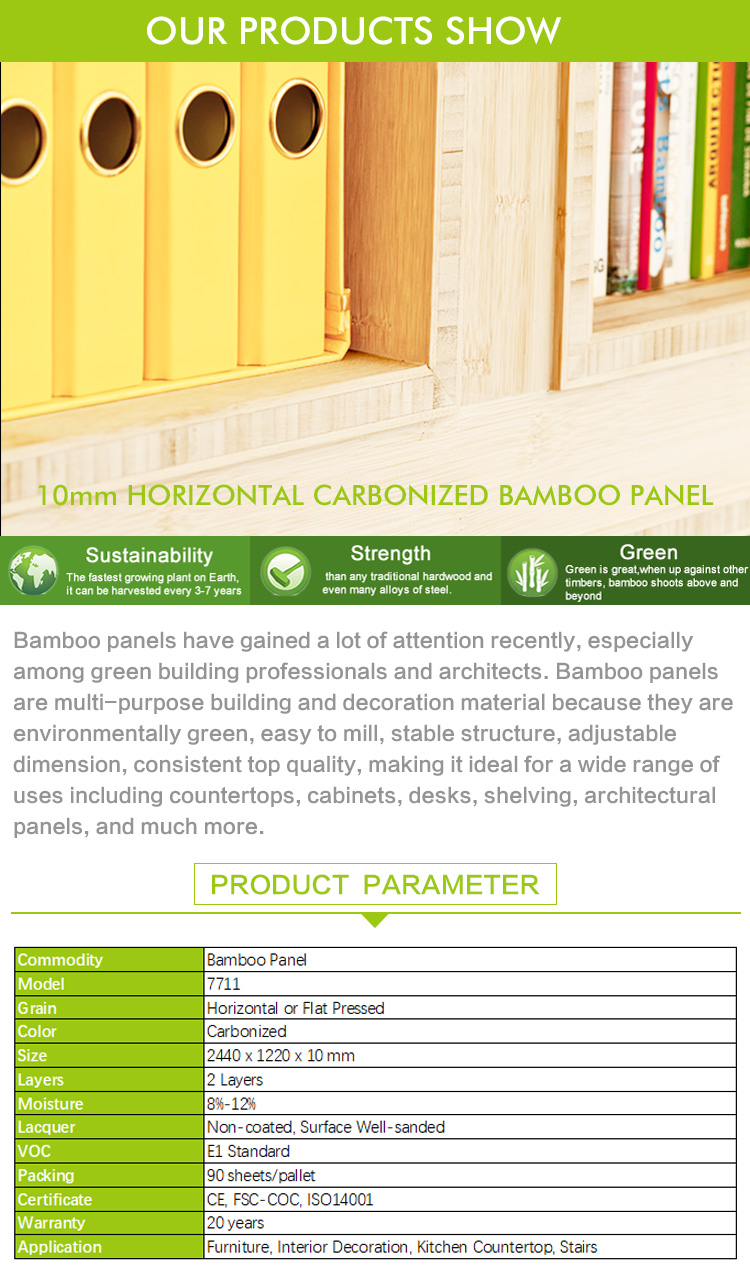 OUR PRODUCTS SHOW
Bamboo
ARCHITECTU
10mm HORIZONTAL CARBONIZED BAMBOO PANEL
Sustainability
The fastest growing plant on Earth,
it can be harvested every 3-7 years
Strength
than any traditional hardwood and
even many alloys of steel.
Green
Green is great,when up against other
timbers, bamboo shoots above and
beyond
Bamboo panels have gained a lot of attention recently, especially
among green building professionals and architects. Bamboo panels
are multi-purpose building and decoration material because they are
environmentally green, easy to mill, stable structure, adjustable
dimension, consistent top quality, making it ideal for a wide range of
uses including countertops, cabinets, desks, shelving, architectural
panels, and much more.
PRODUCT PARAMETER
Commodity Bamboo Panel
Model 7711
Grain Horizontal or Flat Pressed
Color Carbonized
Size 2440 x 1220 x 10 mm
Layers 2 Layers
Moisture 8%-12%
Lacquer Non-coated, Surface Well-sanded
VOC E1 Standard
Packing 90 sheets/pallet
Certificate CE, FSC-COC, ISO14001
Warranty 20 years
Application Furniture, Interior Decoration, Kitchen Countertop, Stairs